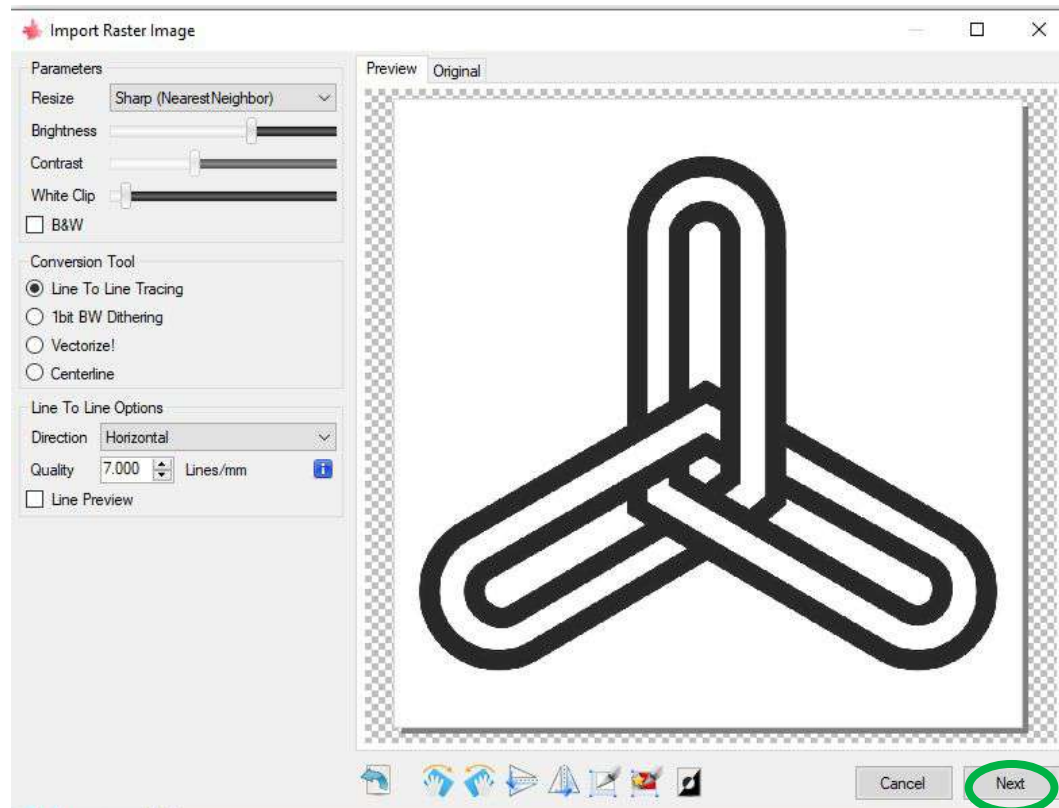 Import Raster Image
Parameters
Resize Sharp (NearestNeighbor)
Brightness
Contrast
White Clip
B&W
Conversion Tool
Line To Line Tracing
1bit BW Dithering
Vectorize!
Centerline
Line To Line Options
Direction Horizontal
Quality 7.000 Lines/mm
Line Preview
Preview Original
Cancel Next